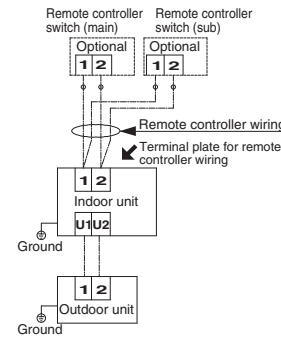 Remote controller
switch (main)
Remote controller
switch (sub)
Optional
Optional
1 2
1 2
Remote controller wiring
Terminal plate for remote
controller wiring
1 2
Indoor unit
U1 U2
Ground
1 2
Outdoor unit
Ground